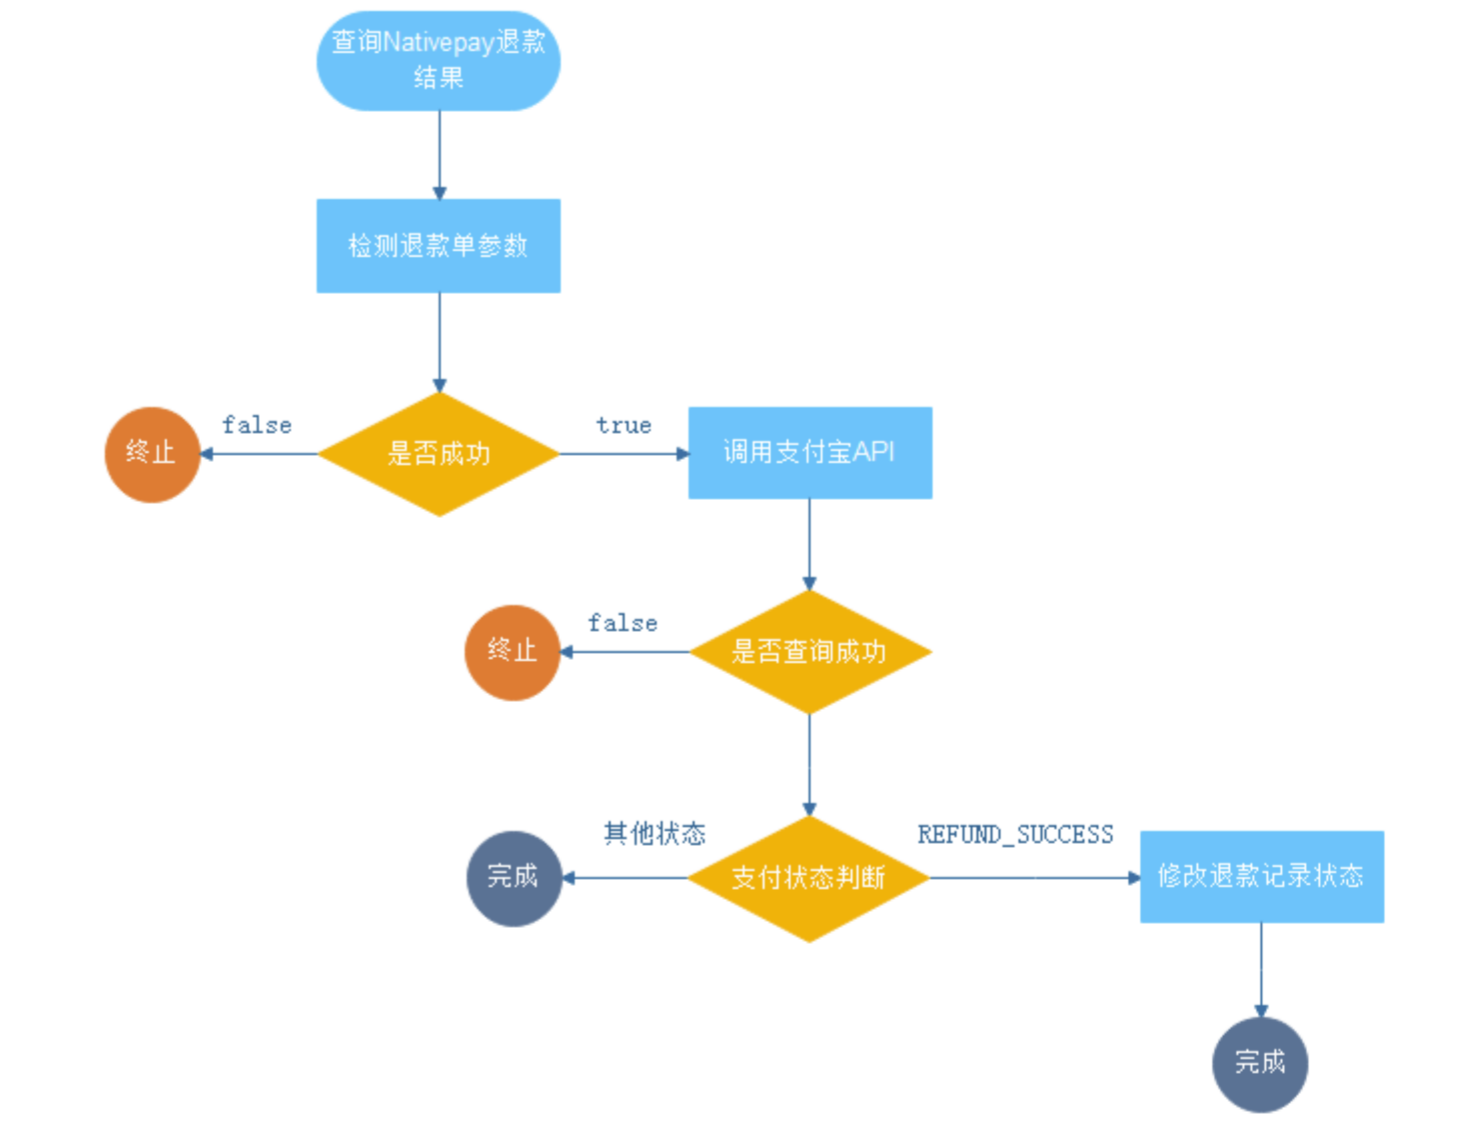 查询Nativepay退款
结果
检测退款单参数
false
true
终止
是否成功
调用支付宝API
false
终止
是否查询成功
其他状态
REFUND_SUCCESS
完成
支付状态判断
修改退款记录状态
完成